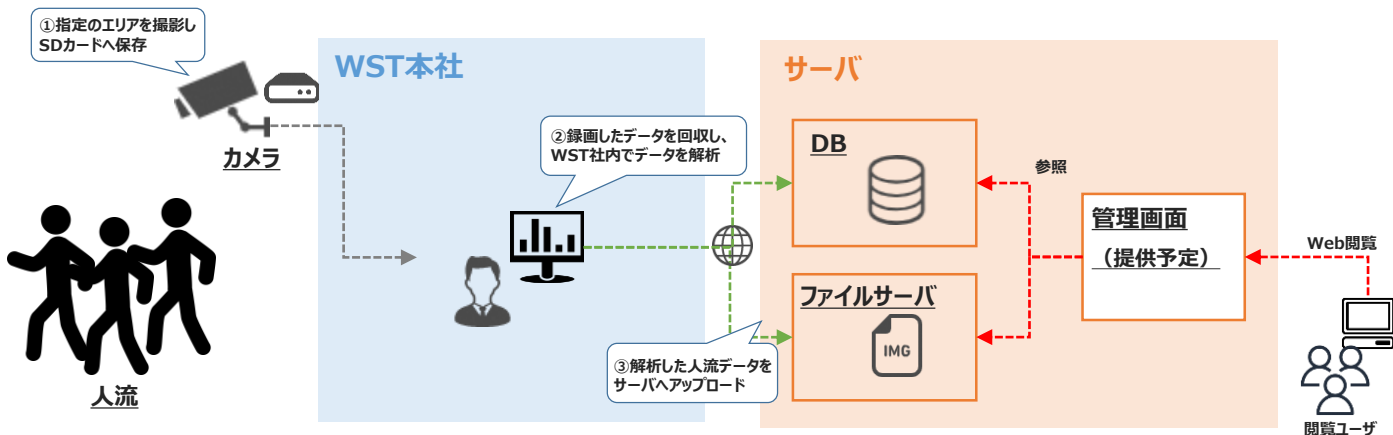 ①指定のエリアを撮影し
SDカードへ保存
カメラ
人流
WST本社
②録画したデータを回収し、
WST社内でデータを解析
③解析した人流データを
サーバへアップロード
サーバ
DB
ファイルサーバ
IMG
参照
管理画面
（提供予定）
Web閲覧
閲覧ユーザ